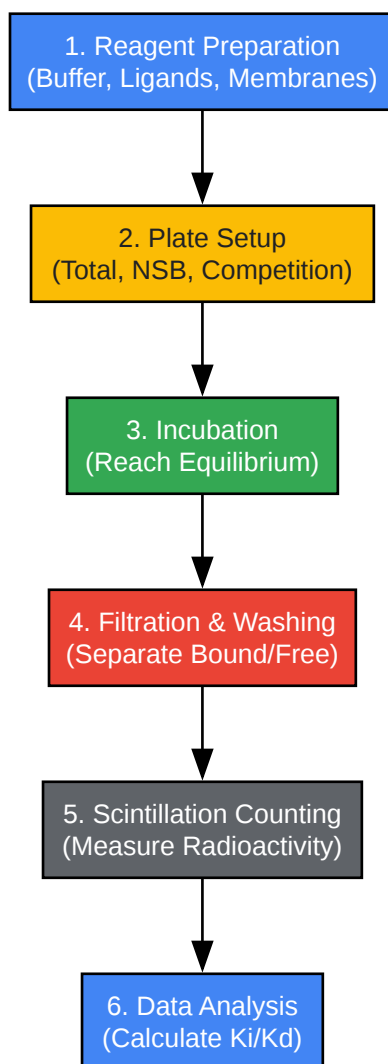 1. Reagent Preparation
(Buffer, Ligands, Membranes)
2. Plate Setup
(Total, NSB, Competition)
3. Incubation
(Reach Equilibrium)
4. Filtration & Washing
(Separate Bound/Free)
5. Scintillation Counting
(Measure Radioactivity)
6. Data Analysis
(Calculate Ki/Kd)